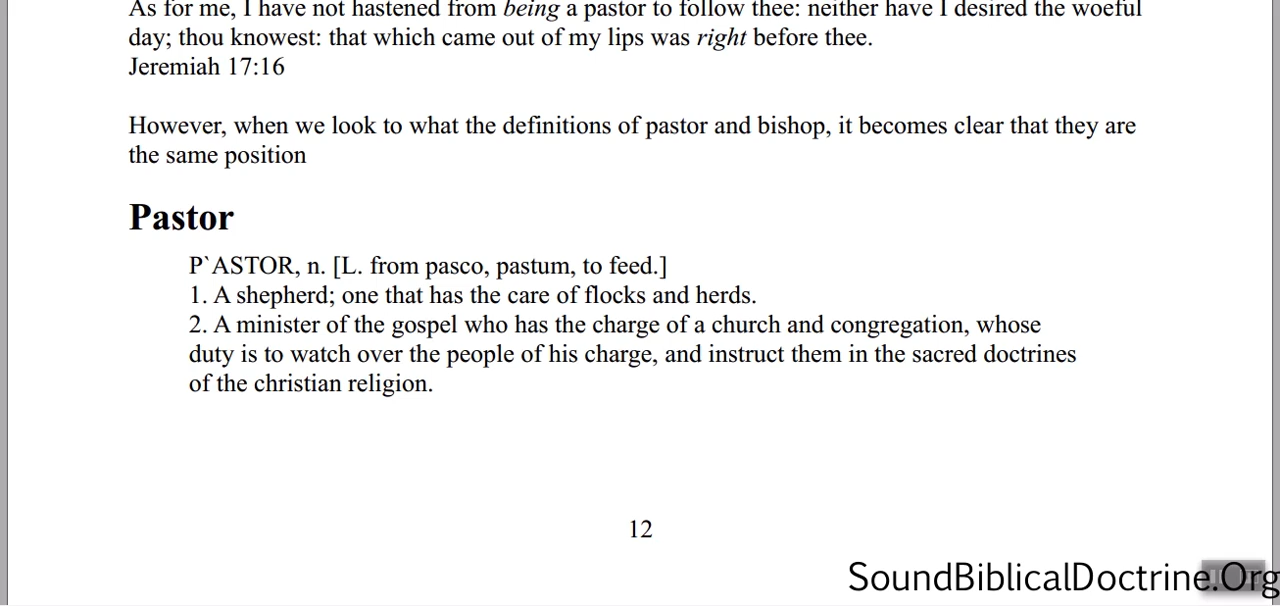 As for me, I have not hastened from being a pastor to follow thee: neither have I desired the woeful
day; thou knowest: that which came out of my lips was right before thee.
Jeremiah 17:16
However, when we look to what the definitions of pastor and bishop, it becomes clear that they are
the same position
Pastor
P`ASTOR, n. [L. from pasco, pastum, to feed.]
1. A shepherd; one that has the care of flocks and herds.
2. A minister of the gospel who has the charge of a church and congregation, whose
duty is to watch over the people of his charge, and instruct them in the sacred doctrines
of the christian religion.
12
SoundBiblicalDoctrine.Org